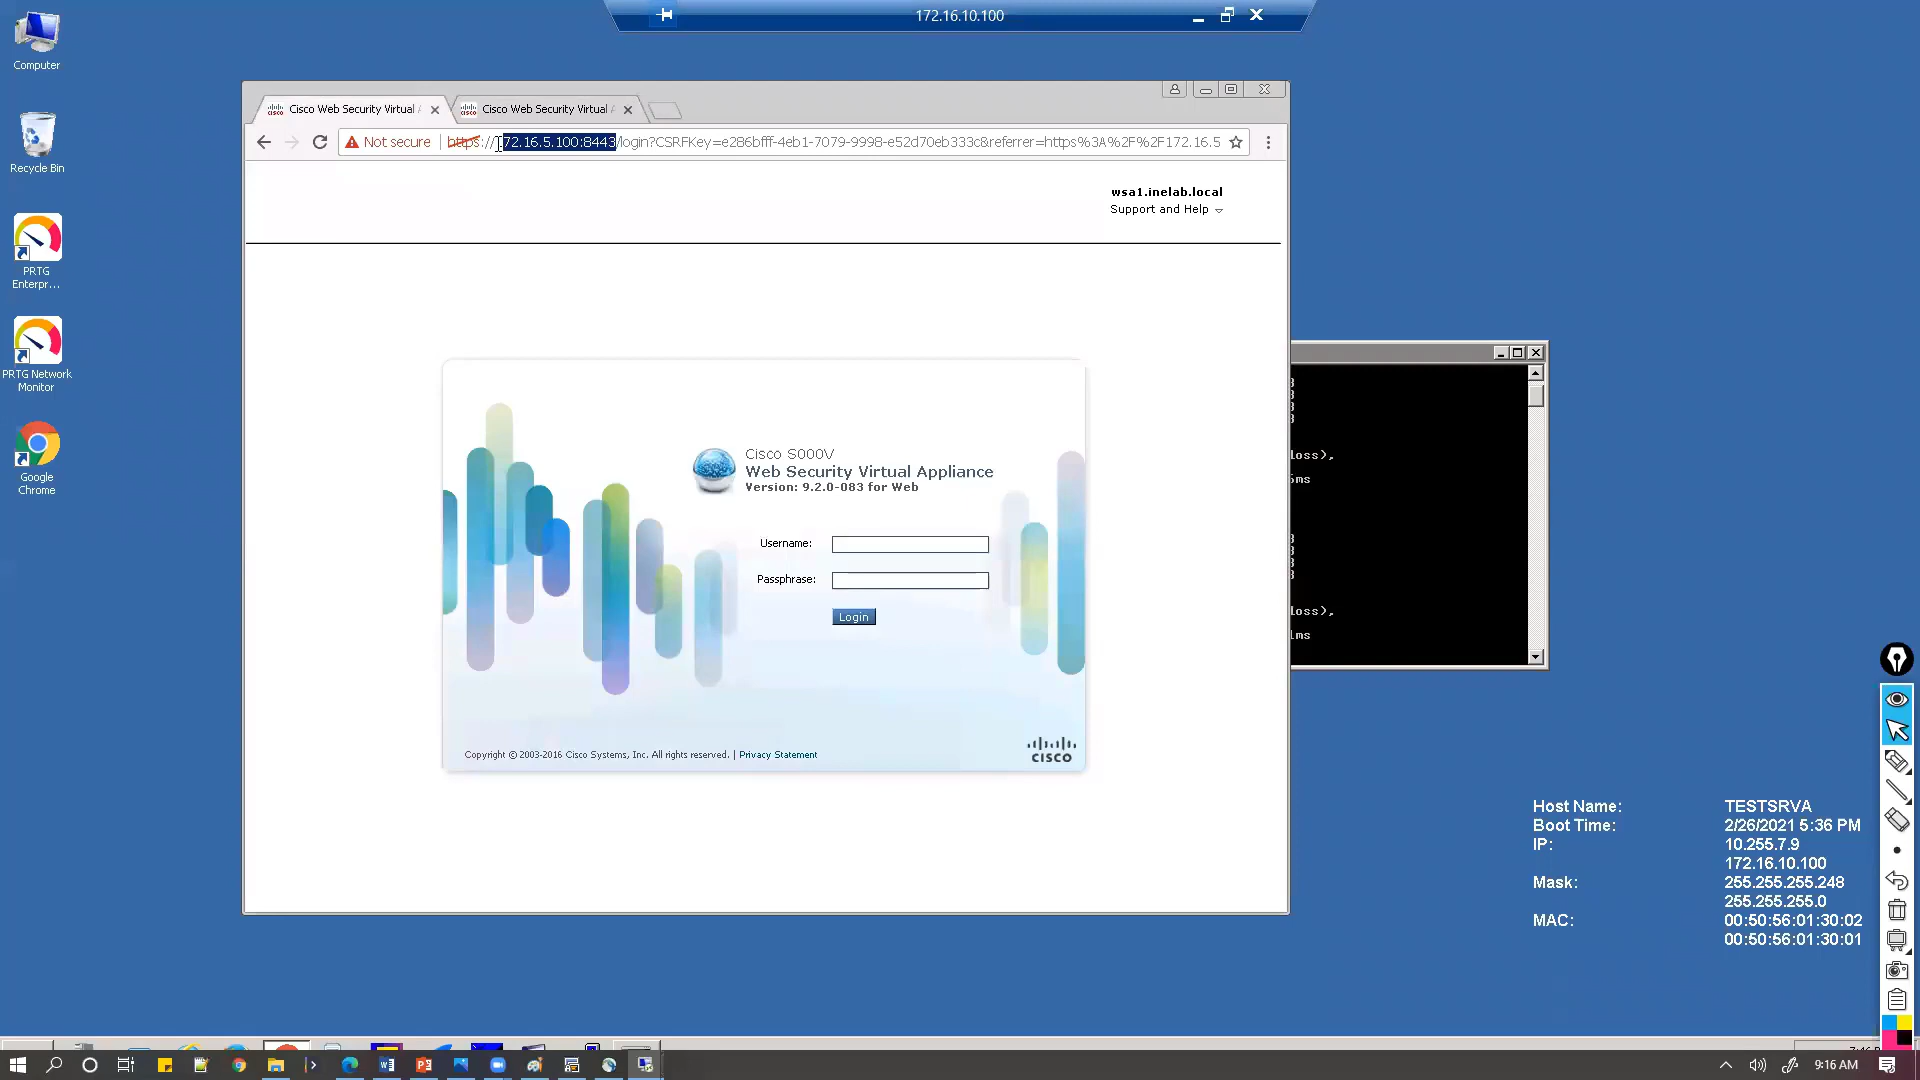 172.16.10.100
Computer
Recycle Bin
PRTG
Enterpr...
PRTG Network
Monitor
Google
Chrome
Cisco Web Security Virtual
Cisco Web Security Virtual
Not secure | https://172.16.5.100:8443/login?CSRFKey=e286bfff-4eb1-7079-9998-e52d70eb333c&referrer=https%3A%2F%2F172.16.5
wsa1.inelab.local
Support and Help
Cisco S000V
Web Security Virtual Appliance
Version: 9.2.0-083 for Web
Username:
Passphrase:
Login
Copyright © 2003-2016 Cisco Systems, Inc. All rights reserved. | Privacy Statement
cisco
loss),
ms
loss),
ms
Host Name: TESTSRVA
Boot Time: 2/26/2021 5:36 PM
IP: 10.255.7.9
172.16.10.100
Mask: 255.255.255.248
255.255.255.0
MAC: 00:50:56:01:30:02
00:50:56:01:30:01
9:16 AM